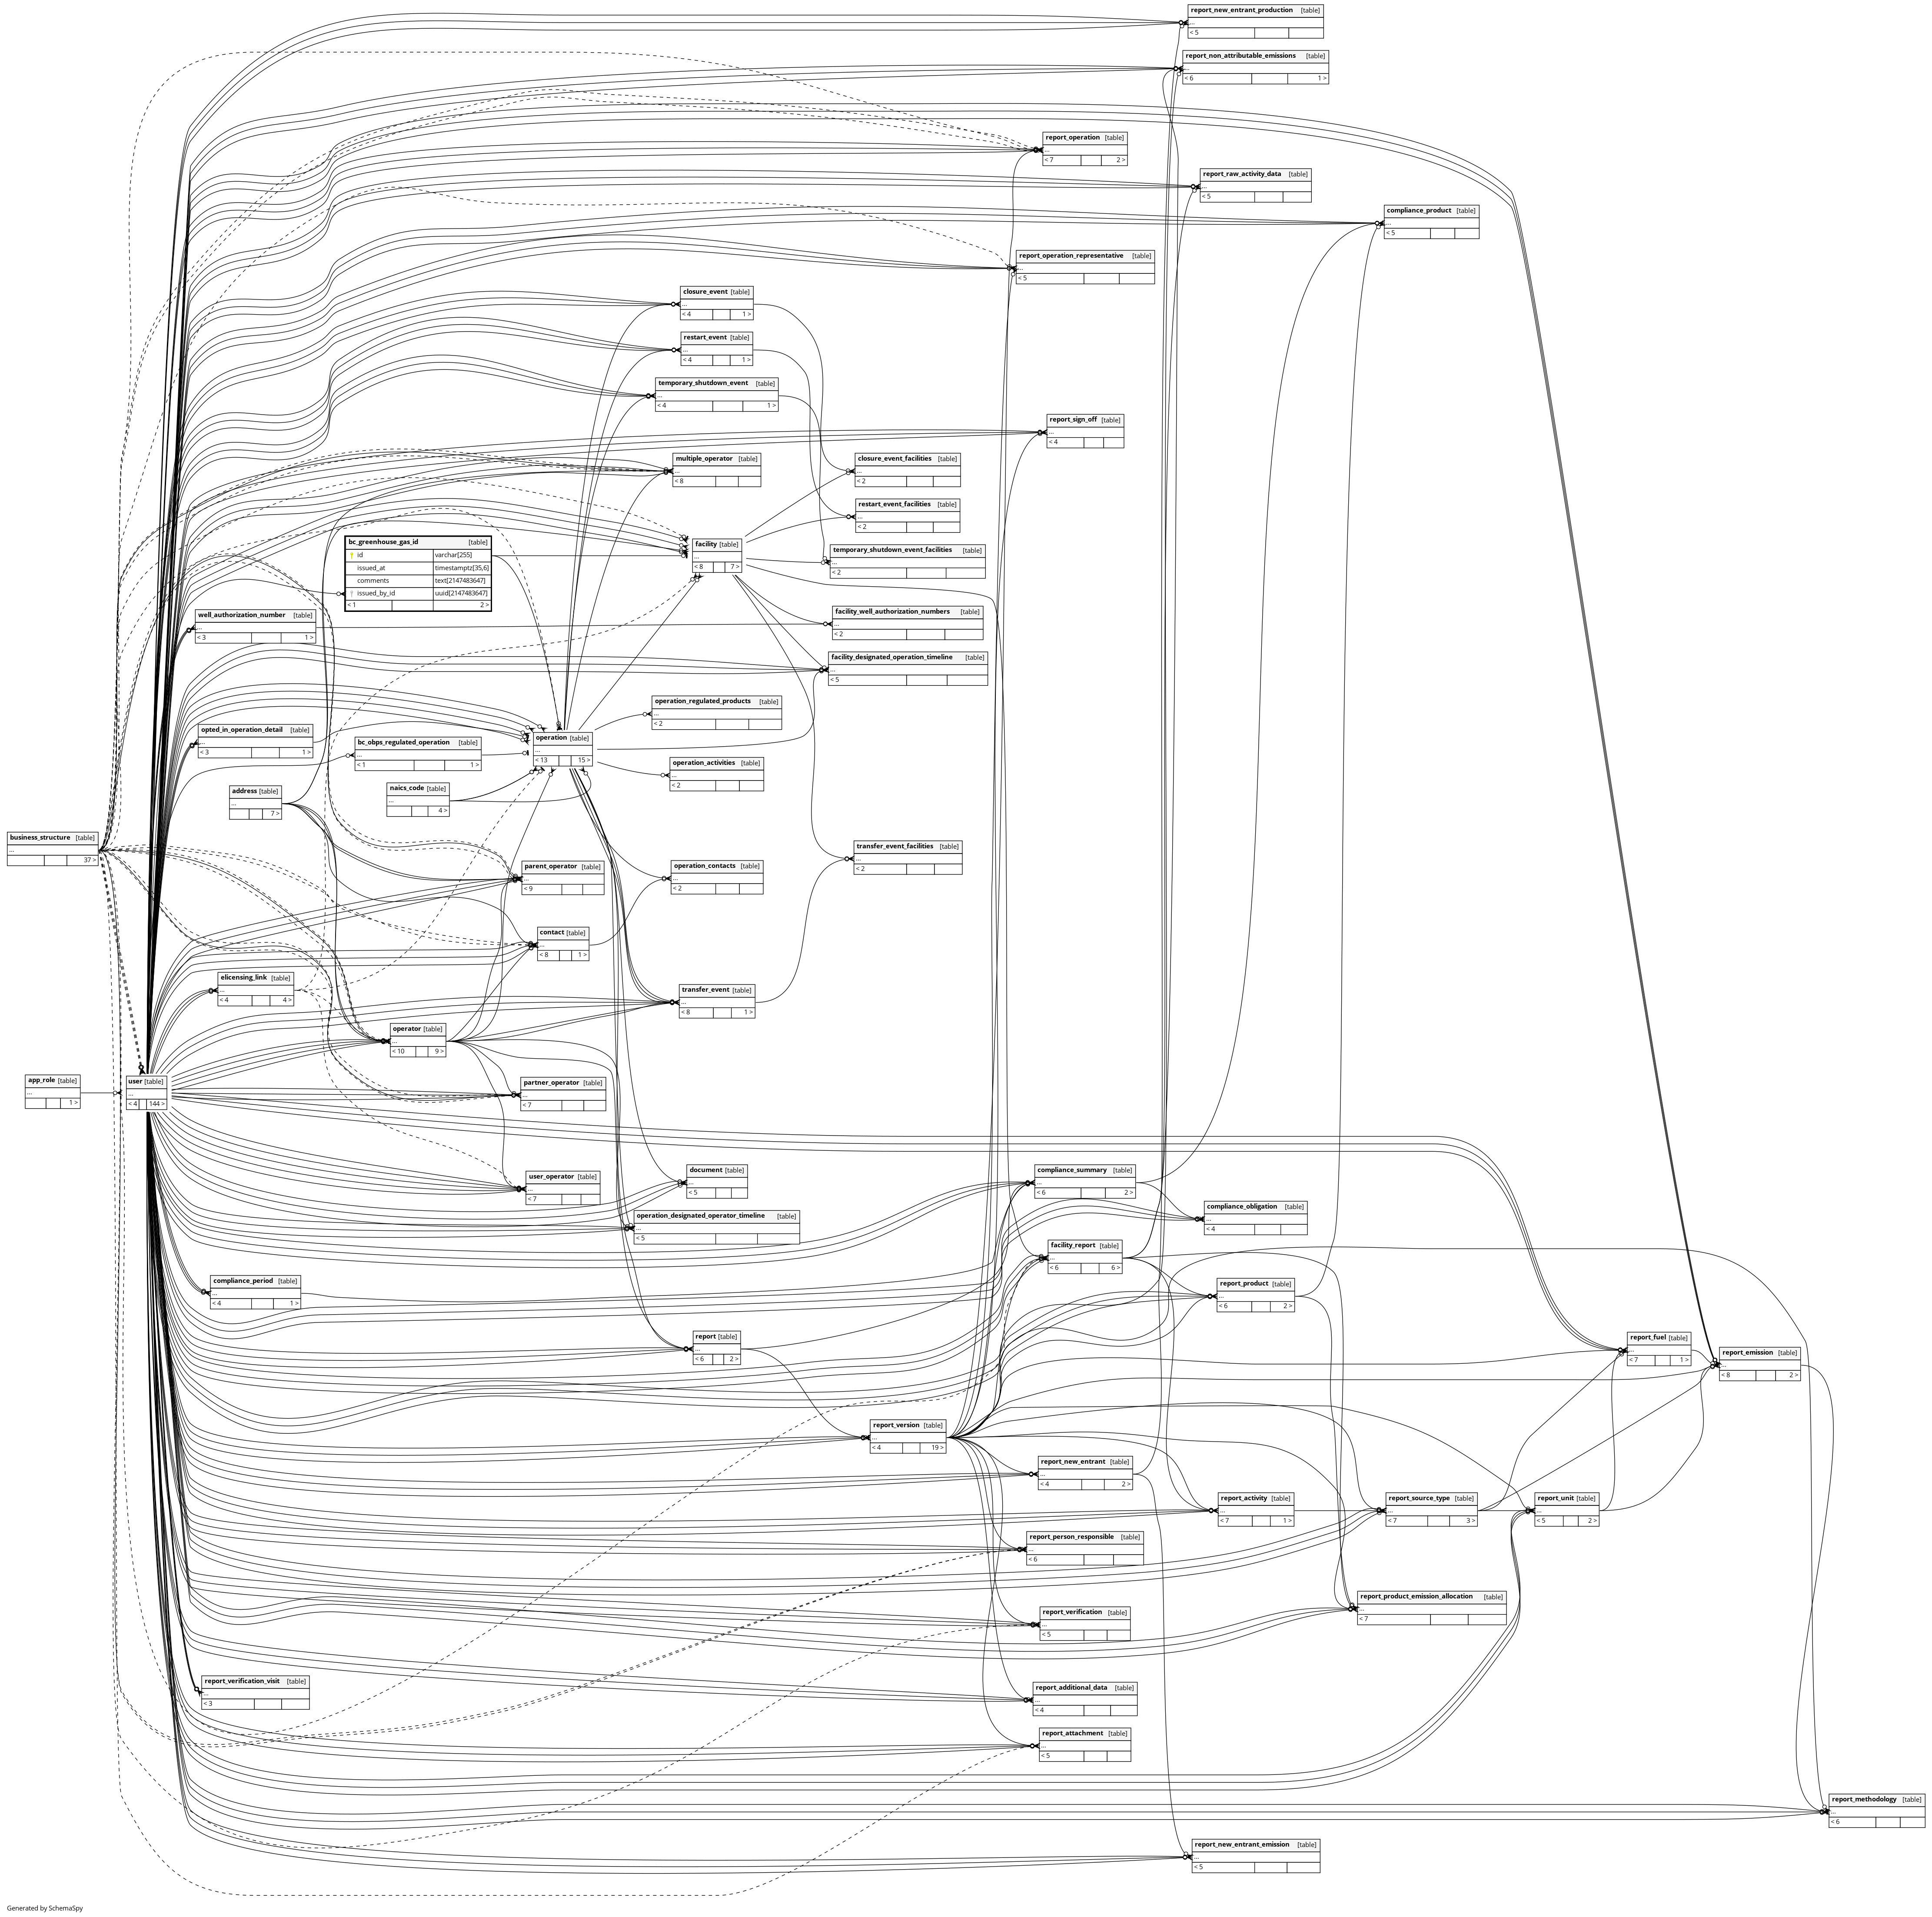 report_new_entrant_production [table]
...
< 5
report_non_attributable_emissions [table]
...
< 6 1 >
report_operation [table]
...
< 7 2 >
report_raw_activity_data [table]
...
< 5
compliance_product [table]
...
< 5
report_operation_representative [table]
...
< 5
closure_event [table]
...
< 4 1 >
restart_event [table]
...
< 4 1 >
temporary_shutdown_event [table]
...
< 4 1 >
report_sign_off [table]
...
< 4
multiple_operator [table]
...
< 8
closure_event_facilities [table]
...
< 2
restart_event_facilities [table]
...
< 2
bc_greenhouse_gas_id [table]
id varchar[255]
issued_at timestamptz[35,6]
comments text[2147483647]
issued_by_id uuid[2147483647]
< 1 2 >
facility [table]
...
< 8 7 >
temporary_shutdown_event_facilities [table]
...
< 2
well_authorization_number [table]
...
< 3 1 >
facility_well_authorization_numbers [table]
...
< 2
facility_designated_operation_timeline [table]
...
< 5
operation_regulated_products [table]
...
< 2
opted_in_operation_detail [table]
...
< 3 1 >
bc_obps_regulated_operation [table]
...
< 1 1 >
operation [table]
...
< 13 15 >
operation_activities [table]
...
< 2
address [table]
...
7 >
naics_code [table]
...
4 >
business_structure [table]
...
37 >
transfer_event_facilities [table]
...
< 2
parent_operator [table]
...
< 9
operation_contacts [table]
...
< 2
contact [table]
...
< 8 1 >
elicensing_link [table]
...
< 4 4 >
transfer_event [table]
...
< 8 1 >
operator [table]
...
< 10 9 >
app_role [table]
...
1 >
user [table]
...
< 4 144 >
partner_operator [table]
...
< 7
user_operator [table]
...
< 7
document [table]
...
< 5
compliance_summary [table]
...
< 6 2 >
compliance_obligation [table]
...
< 4
operation_designated_operator_timeline [table]
...
< 5
facility_report [table]
...
< 6 6 >
compliance_period [table]
...
< 4 1 >
report_product [table]
...
< 6 2 >
report [table]
...
< 6 2 >
report_fuel [table]
...
< 7 1 >
report_emission [table]
...
< 8 2 >
report_version [table]
...
< 4 19 >
report_new_entrant [table]
...
< 4 2 >
report_activity [table]
...
< 7 1 >
report_source_type [table]
...
< 7 3 >
report_unit [table]
...
< 5 2 >
report_person_responsible [table]
...
< 6
report_product_emission_allocation [table]
...
< 7
report_verification [table]
...
< 5
report_verification_visit [table]
...
< 3
report_additional_data [table]
...
< 4
report_attachment [table]
...
< 5
report_methodology [table]
...
< 6
report_new_entrant_emission [table]
...
< 5
Generated by SchemaSpy